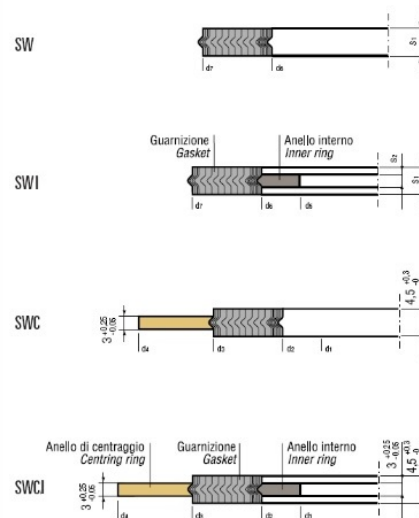 SW
d7 d6 S1
Guarnizione Anello interno
Gasket Inner ring
SWI
S2
S1
d7 d6 d5
4,5 +0,3 -0
SWC
3 +0,25 -0,05
d4 d3 d2 d1
Anello di centraggio Guarnizione Anello interno
Centring ring Gasket Inner ring
3 +0,25 -0,05
4,5 +0,3 -0
SWCI
3 +0,25 -0,05
d4 d3 d2 d1